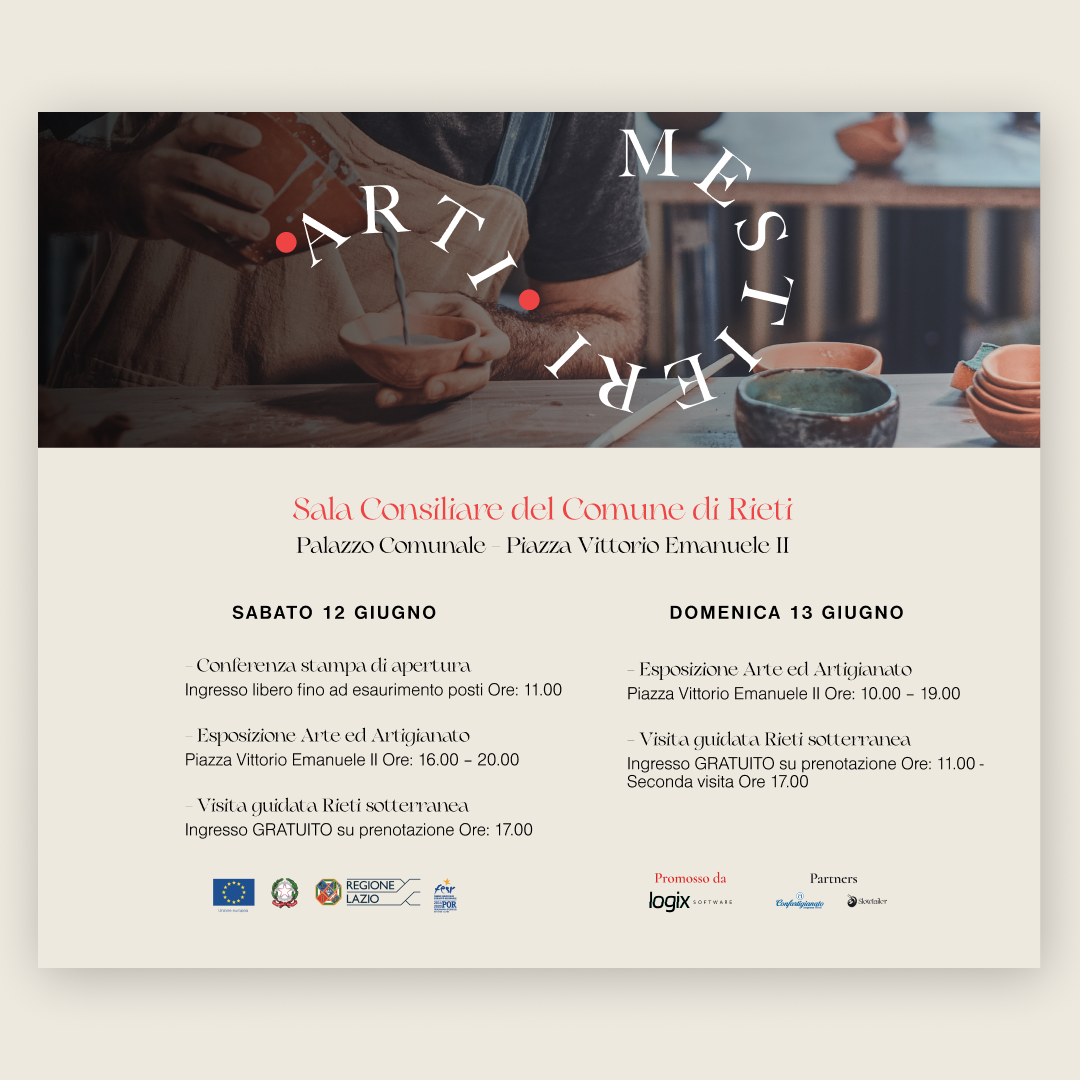 ARTI
MESTIERI
Sala Consiliare del Comune di Rieti
Palazzo Comunale - Piazza Vittorio Emanuele II
SABATO 12 GIUGNO
- Conferenza stampa di apertura
Ingresso libero fino ad esaurimento posti Ore: 11.00
- Esposizione Arte ed Artigianato
Piazza Vittorio Emanuele II Ore: 16.00 – 20.00
- Visita guidata Rieti sotterranea
Ingresso GRATUITO su prenotazione Ore: 17.00
DOMENICA 13 GIUGNO
- Esposizione Arte ed Artigianato
Piazza Vittorio Emanuele II Ore: 10.00 – 19.00
- Visita guidata Rieti sotterranea
Ingresso GRATUITO su prenotazione Ore: 11.00 -
Seconda visita Ore 17.00
REGIONE
LAZIO
fesr
POR
Promosso da
logix SOFTWARE
Partners
Confartigianato
Slowtailer